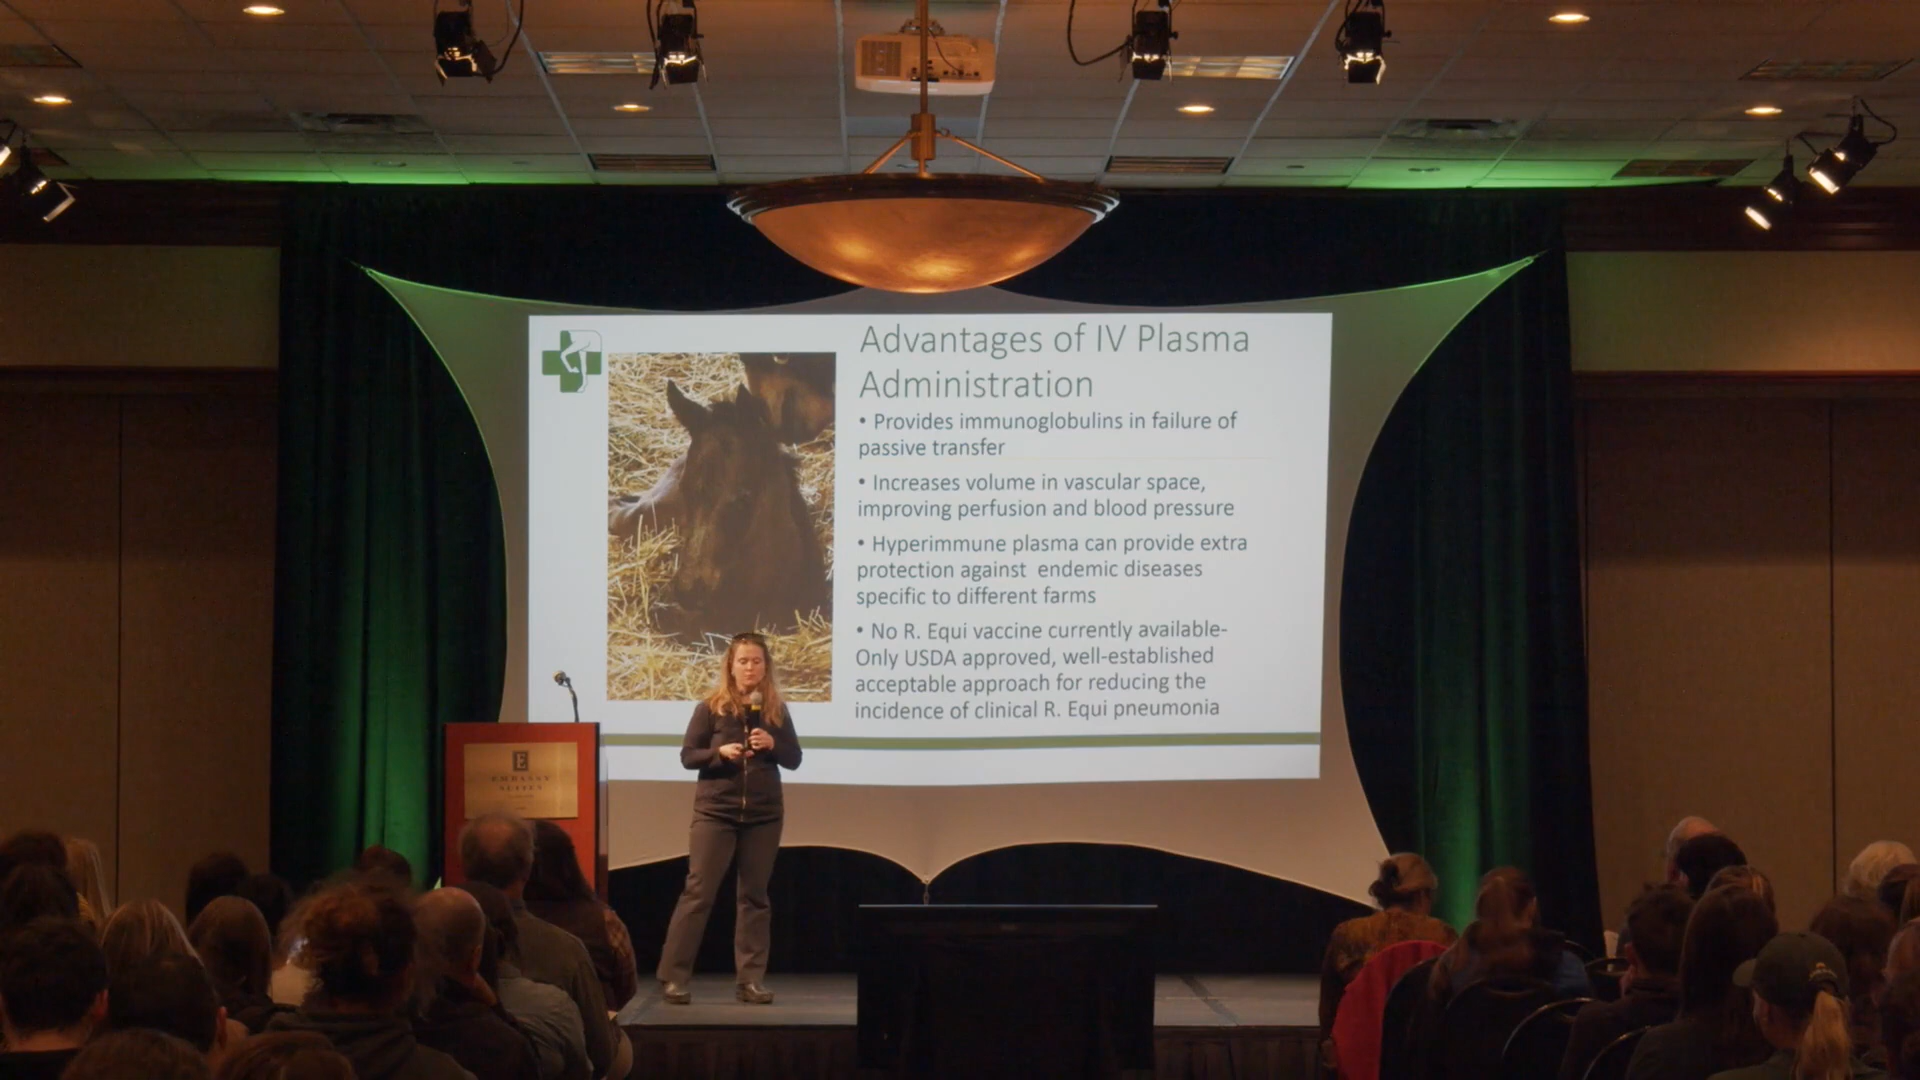 Advantages of IV Plasma
Administration
• Provides immunoglobulins in failure of
passive transfer
• Increases volume in vascular space,
improving perfusion and blood pressure
• Hyperimmune plasma can provide extra
protection against endemic diseases
specific to different farms
• No R. Equi vaccine currently available-
Only USDA approved, well-established
acceptable approach for reducing the
incidence of clinical R. Equi pneumonia
E
EMBASSY
SUITES